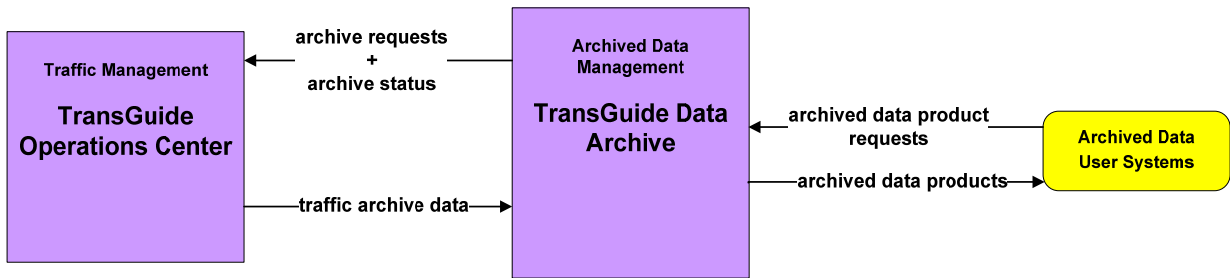 Traffic Management
TransGuide
Operations Center
archive requests
+
archive status
traffic archive data
Archived Data
Management
TransGuide Data
Archive
archived data product
requests
archived data products
Archived Data
User Systems